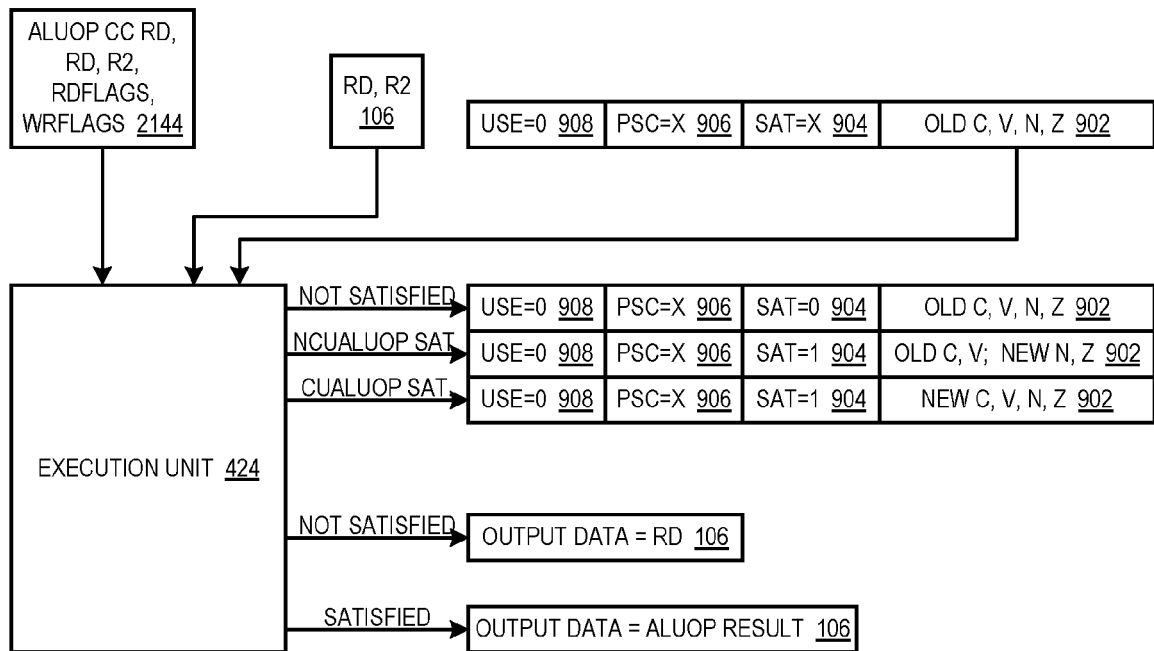 ALUOP CC RD,
RD, R2,
RDFLAGS,
WRFLAGS 2144
RD, R2
106
USE=0 908 PSC=X 906 SAT=X 904 OLD C, V, N, Z 902
NOT SATISFIED USE=0 908 PSC=X 906 SAT=0 904 OLD C, V, N, Z 902
NCUALUOP SAT USE=0 908 PSC=X 906 SAT=1 904 OLD C, V; NEW N, Z 902
CUALUOP SAT USE=0 908 PSC=X 906 SAT=1 904 NEW C, V, N, Z 902
EXECUTION UNIT 424
NOT SATISFIED OUTPUT DATA = RD 106
SATISFIED OUTPUT DATA = ALUOP RESULT 106